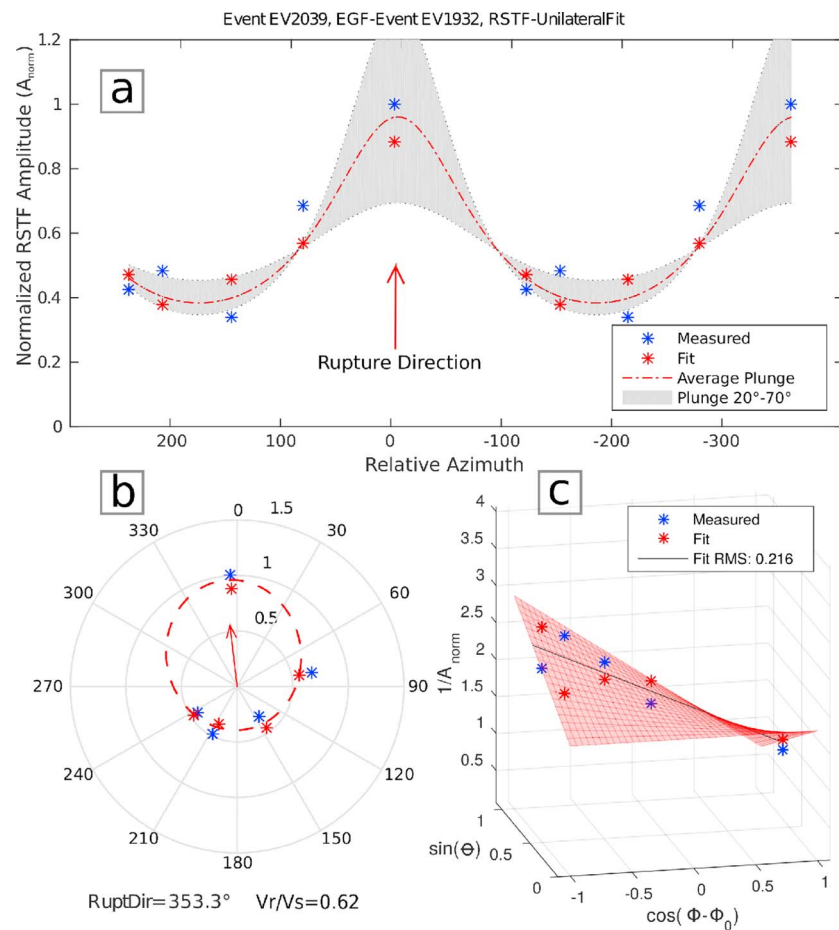 Event EV2039, EGF-Event EV1932, RSTF-UnilateralFit
a
Normalized RSTF Amplitude (A_norm)
1
0.8
0.6
0.4
0.2
0
Rupture Direction
Measured
Fit
Average Plunge
Plunge 20°-70°
200 100 0 -100 -200 -300
Relative Azimuth
b
0
30
60
90
120
150
180
210
240
270
300
330
1.5
1
0.5
RuptDir=353.3° Vr/Vs=0.62
c
Measured
Fit
Fit RMS: 0.216
4
3.5
3
2.5
2
1.5
1
0.5
1/A_norm
1
0.5
0
sin(Θ)
-1 -0.5 0 0.5 1
cos( Φ-Φ₀)